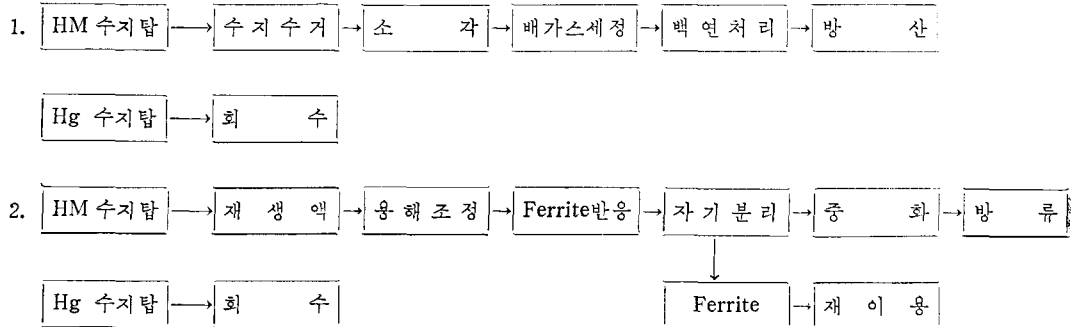 1. HM 수지탑 → 수지수거 → 소 각 → 배가스세정 → 백연처리 → 방 산
Hg 수지탑 → 회 수
2. HM 수지탑 → 재 생 액 → 용해조정 → Ferrite반응 → 자기분리 → 중 화 → 방 류
Hg 수지탑 → 회 수 Ferrite → 재 이 용